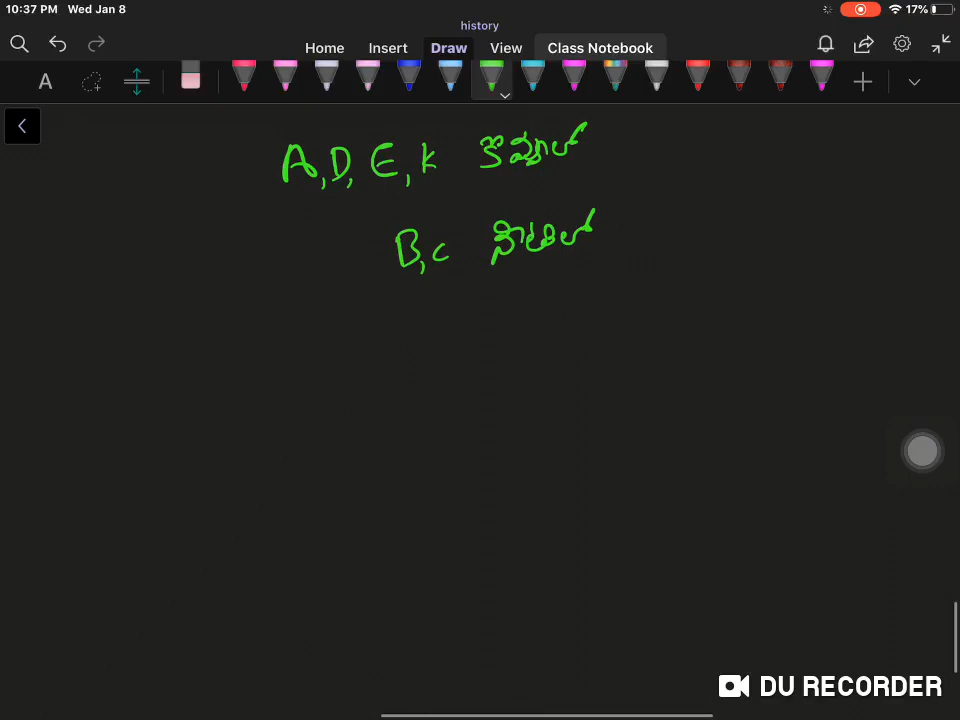 10:37 PM Wed Jan 8 17%
history
Home Insert Draw View Class Notebook
A
A, D, E, K
B, C
DU RECORDER